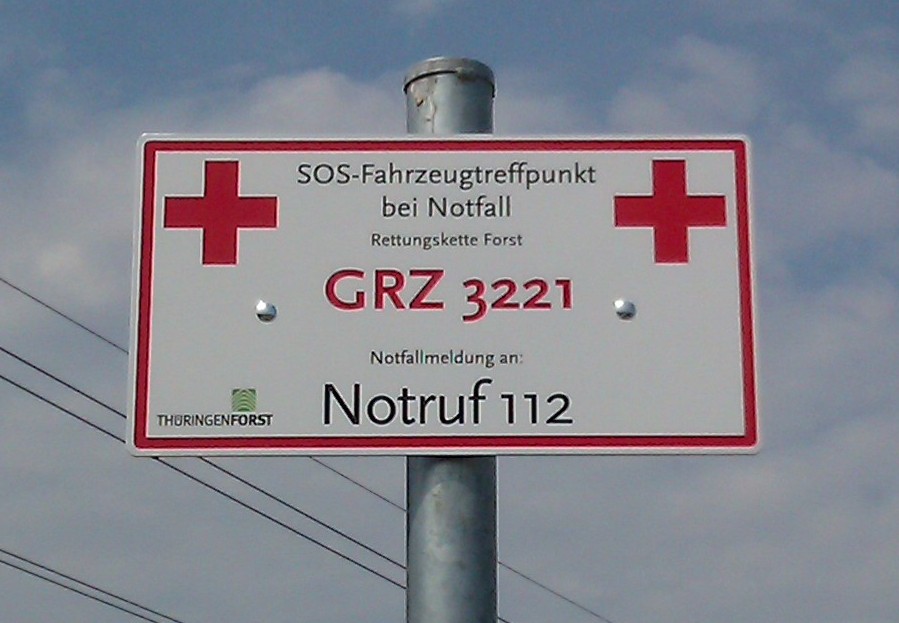 SOS-Fahrzeugtreffpunkt
bei Notfall
Rettungskette Forst
GRZ 3221
Notfallmeldung an:
Notruf 112
THÜRINGENFORST